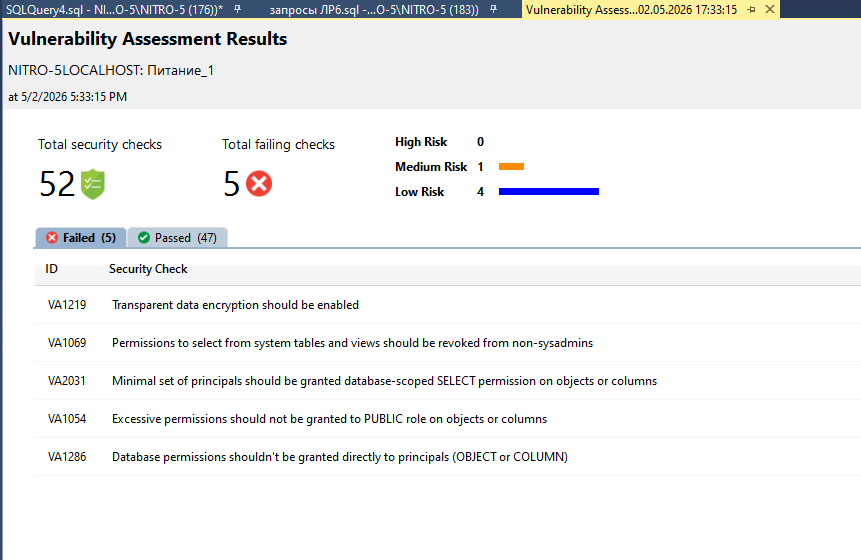 SQLQuery4.sql - NI...O-5\NITRO-5 (176))* запросы ЛР6.sql -...O-5\NITRO-5 (183)) Vulnerability Assess...02.05.2026 17:33:15
Vulnerability Assessment Results
NITRO-5LOCALHOST: Питание_1
at 5/2/2026 5:33:15 PM
Total security checks Total failing checks
52 5
High Risk 0
Medium Risk 1
Low Risk 4
Failed (5) Passed (47)
ID Security Check
VA1219 Transparent data encryption should be enabled
VA1069 Permissions to select from system tables and views should be revoked from non-sysadmins
VA2031 Minimal set of principals should be granted database-scoped SELECT permission on objects or columns
VA1054 Excessive permissions should not be granted to PUBLIC role on objects or columns
VA1286 Database permissions shouldn't be granted directly to principals (OBJECT or COLUMN)